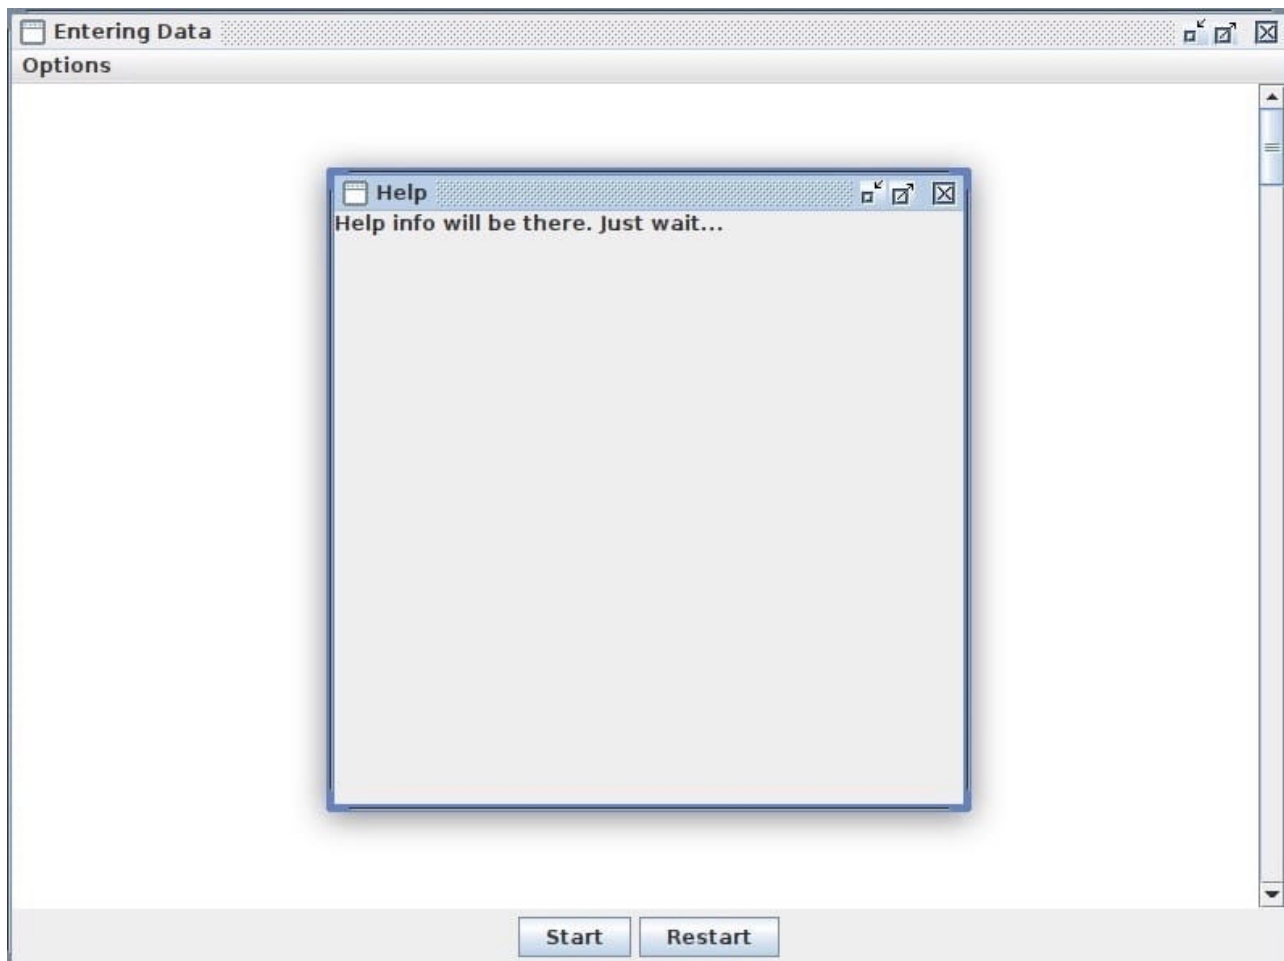 Entering Data
Options
Help
Help info will be there. Just wait...
Start Restart